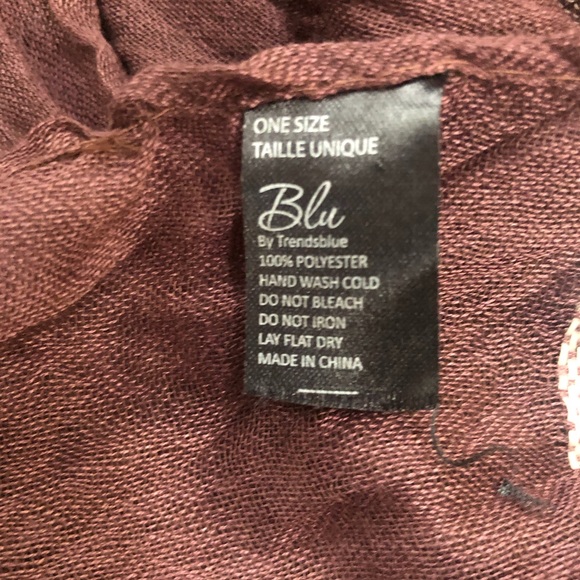 ONE SIZE
TAILLE UNIQUE
Blu
By Trendsblue
100% POLYESTER
HAND WASH COLD
DO NOT BLEACH
DO NOT IRON
LAY FLAT DRY
MADE IN CHINA